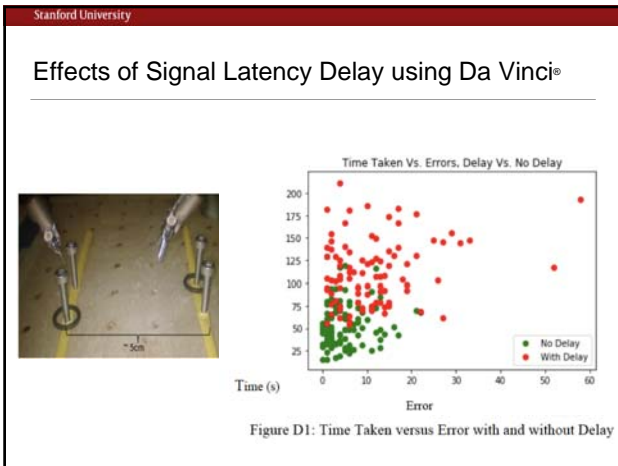 Stanford University
Effects of Signal Latency Delay using Da Vinci®
~5cm
Time Taken Vs. Errors, Delay Vs. No Delay
200
175
150
125
100
75
50
25
No Delay
With Delay
0 10 20 30 40 50 60
Time (s)
Error
Figure D1: Time Taken versus Error with and without Delay